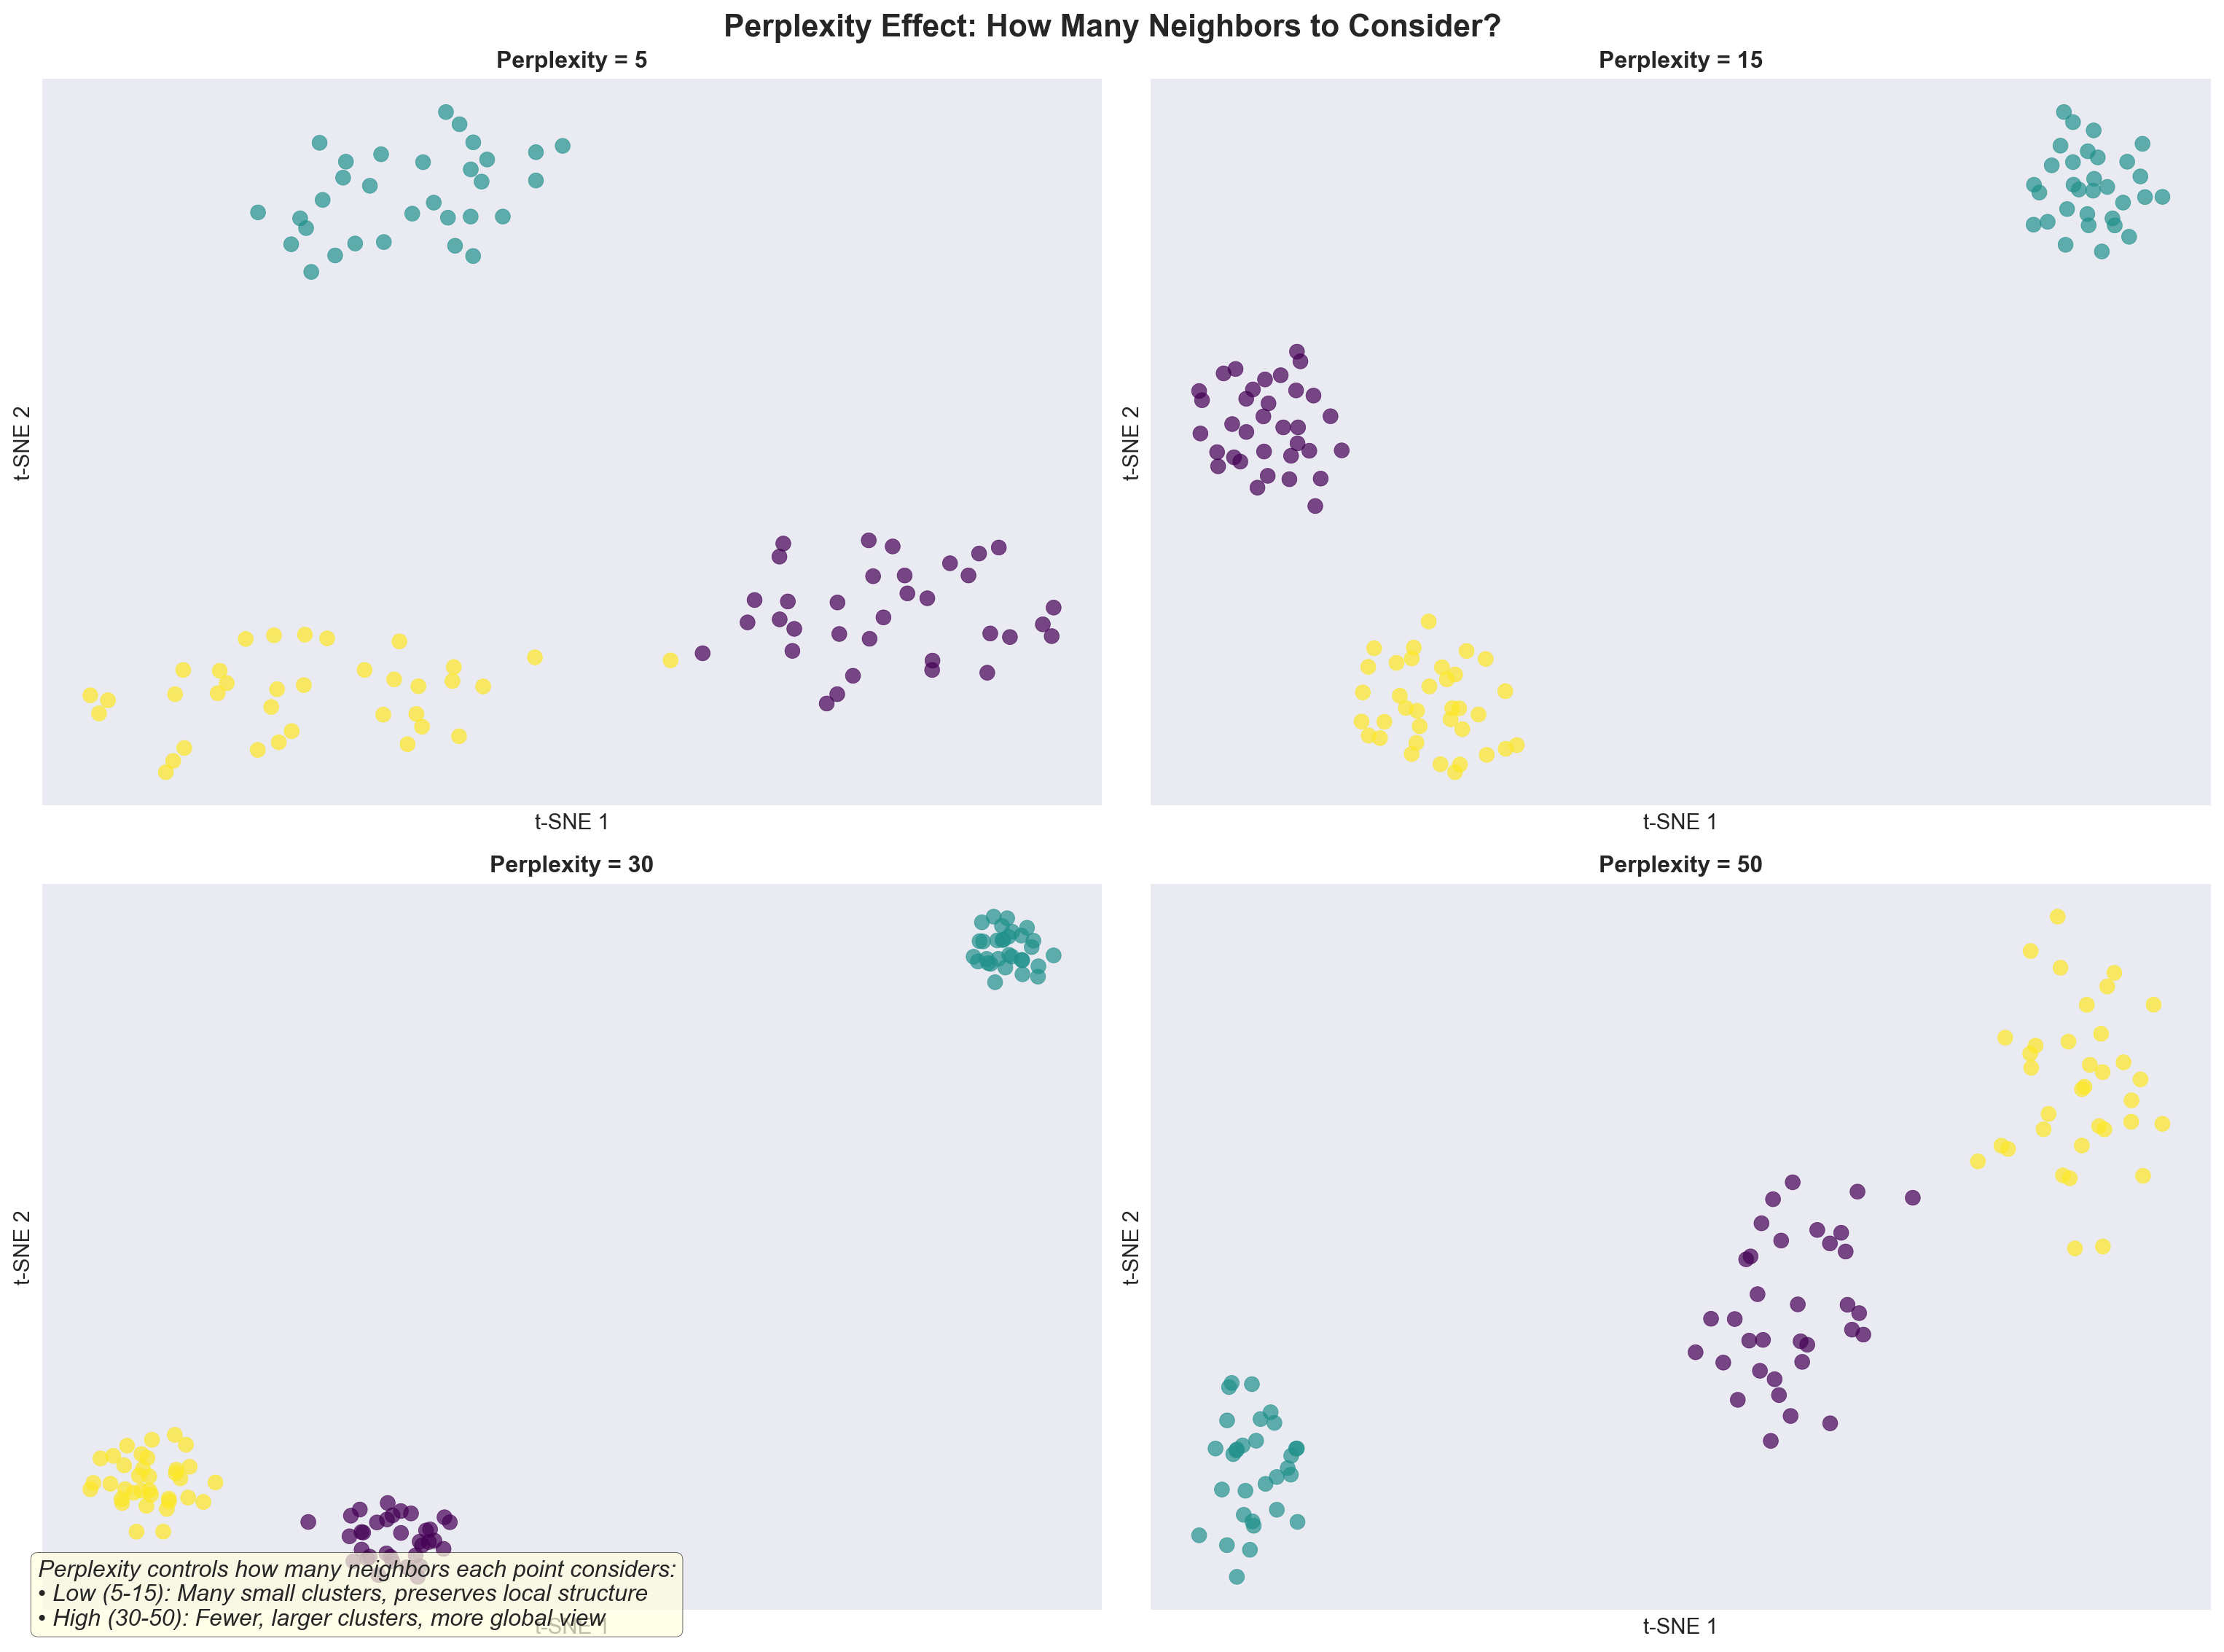 Perplexity Effect: How Many Neighbors to Consider?
Perplexity = 5
t-SNE 2
t-SNE 1
Perplexity = 15
t-SNE 2
t-SNE 1
Perplexity = 30
t-SNE 2
t-SNE 1
Perplexity = 50
t-SNE 2
t-SNE 1
Perplexity controls how many neighbors each point considers:
• Low (5-15): Many small clusters, preserves local structure
• High (30-50): Fewer, larger clusters, more global view